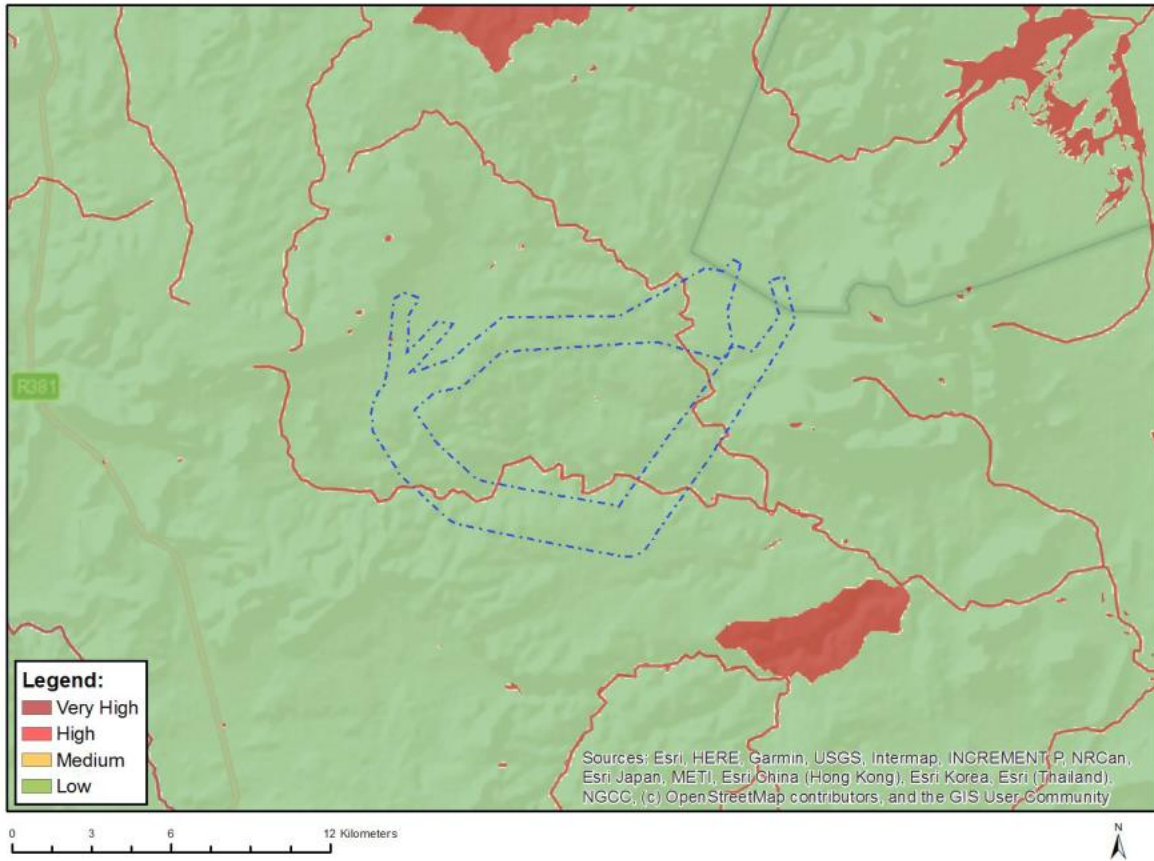 R381
Legend:
Very High
High
Medium
Low
Sources: Esri, HERE, Garmin, USGS, Intermap, INCREMENT P, NRCan,
Esri Japan, METI, Esri China (Hong Kong), Esri Korea, Esri (Thailand),
NGCC, (c) OpenStreetMap contributors, and the GIS User Community
0 3 6 12 Kilometers
N